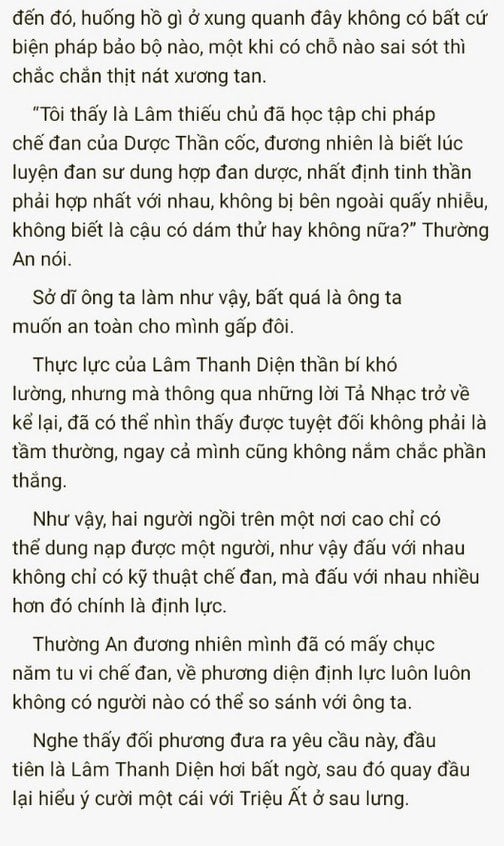 đến đó, huống hồ gì ở xung quanh đây không có bất cứ
biện pháp bảo bộ nào, một khi có chỗ nào sai sót thì
chắc chắn thịt nát xương tan.
“Tôi thấy là Lâm thiếu chủ đã học tập chi pháp
chế đan của Dược Thần cốc, đương nhiên là biết lúc
luyện đan sư dung hợp đan dược, nhất định tinh thần
phải hợp nhất với nhau, không bị bên ngoài quấy nhiễu,
không biết là cậu có dám thử hay không nữa?” Thường
An nói.
Sở dĩ ông ta làm như vậy, bất quá là ông ta
muốn an toàn cho mình gấp đôi.
Thực lực của Lâm Thanh Diện thần bí khó
lường, nhưng mà thông qua những lời Tả Nhạc trở về
kể lại, đã có thể nhìn thấy được tuyệt đối không phải là
tầm thường, ngay cả mình cũng không nắm chắc phần
thắng.
Như vậy, hai người ngồi trên một nơi cao chỉ có
thể dung nạp được một người, như vậy đấu với nhau
không chỉ có kỹ thuật chế đan, mà đấu với nhau nhiều
hơn đó chính là định lực.
Thường An đương nhiên mình đã có mấy chục
năm tu vi chế đan, về phương diện định lực luôn luôn
không có người nào có thể so sánh với ông ta.
Nghe thấy đối phương đưa ra yêu cầu này, đầu
tiên là Lâm Thanh Diện hơi bất ngờ, sau đó quay đầu
lại hiểu ý cười một cái với Triệu Ất ở sau lưng.